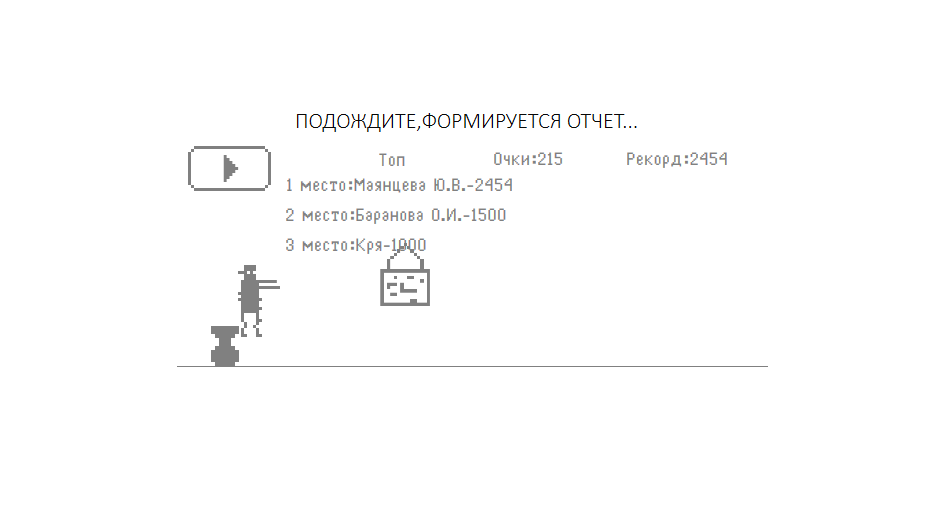 ПОДОЖДИТЕ,ФОРМИРУЕТСЯ ОТЧЕТ...
Топ Очки:215 Рекорд:2454
1 место:Маянцева Ю.В.-2454
2 место:Баранова О.И.-1500
3 место:Кря-1000